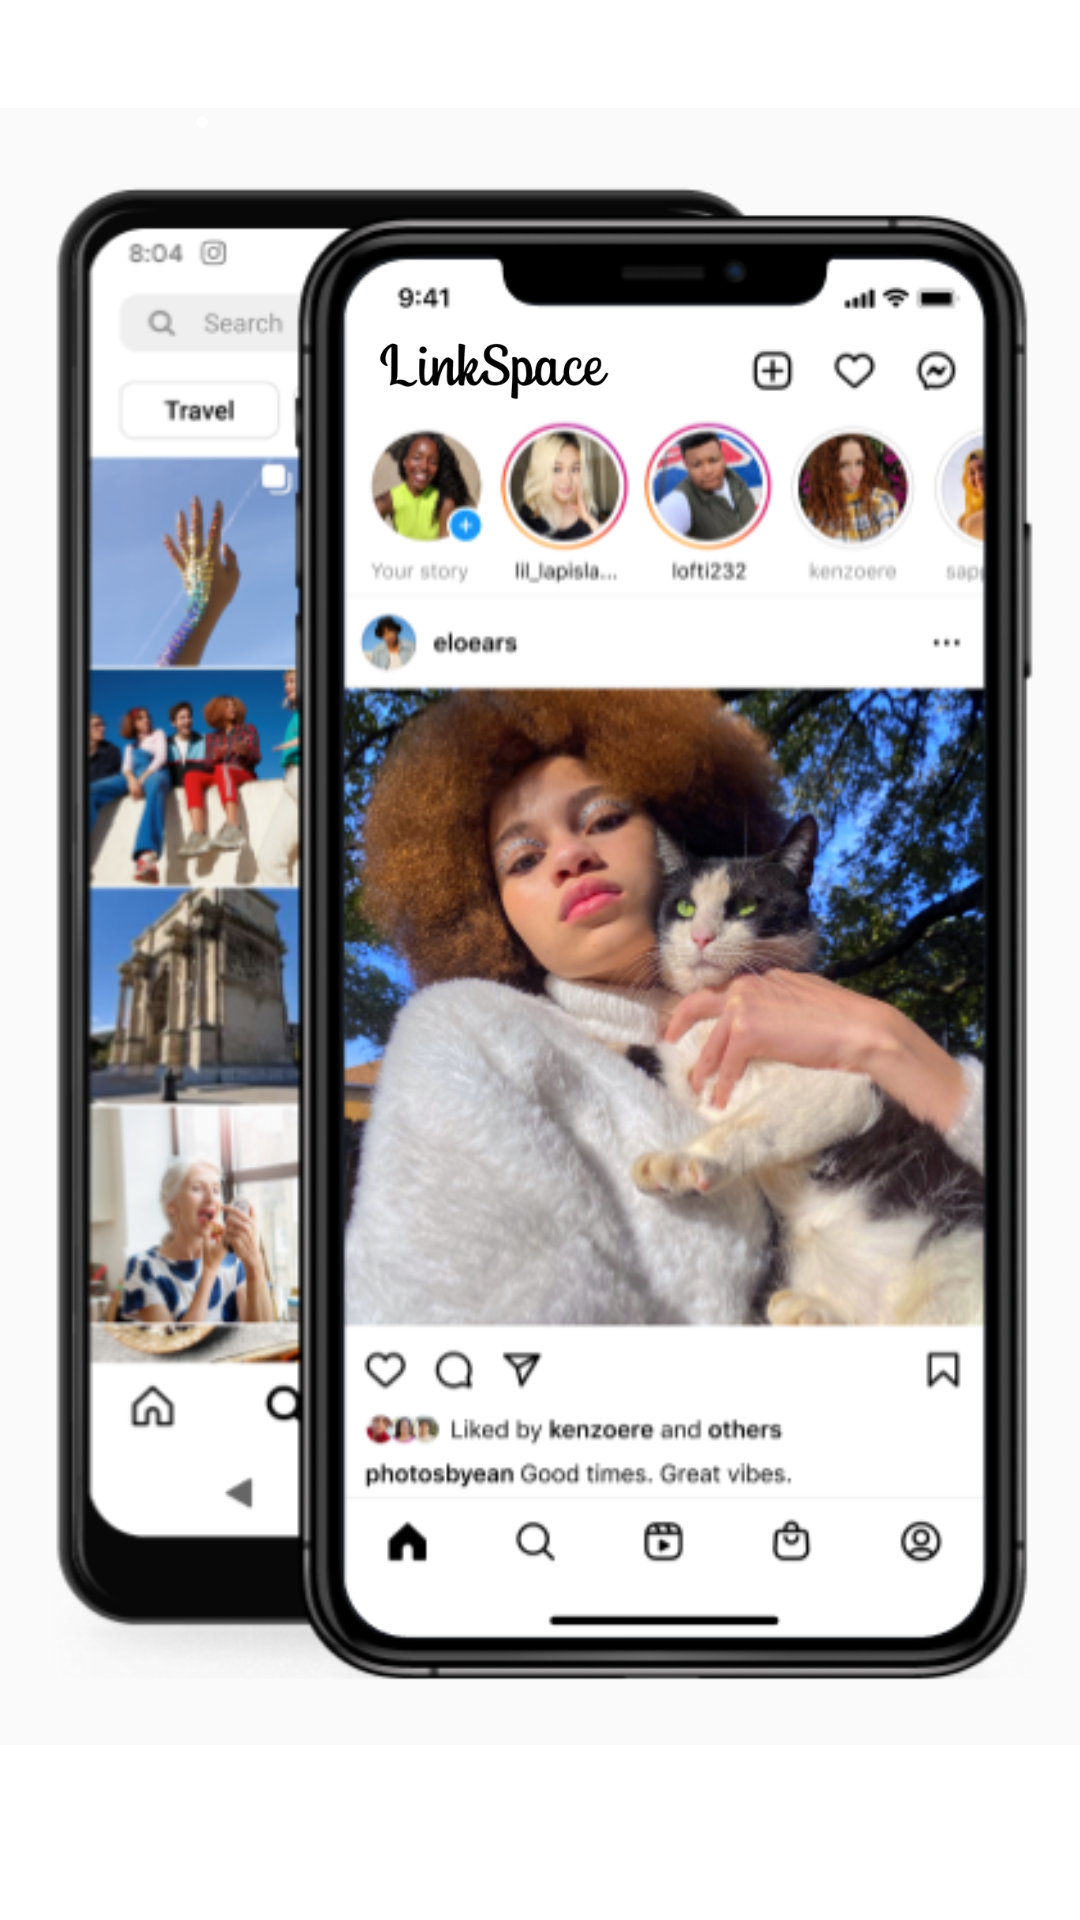 8:04
Search
Travel
9:41
LinkSpace
Your story
lil_lapisla...
lofti232
kenzoere
sapp
eloears
Liked by kenzoere and others
photosbyean Good times. Great vibes.